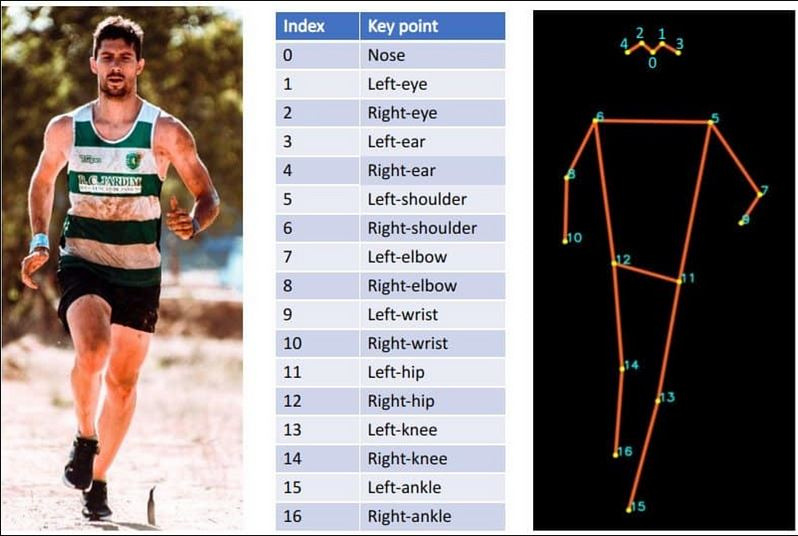 R.C. JARDIM
Index Key point
0 Nose
1 Left-eye
2 Right-eye
3 Left-ear
4 Right-ear
5 Left-shoulder
6 Right-shoulder
7 Left-elbow
8 Right-elbow
9 Left-wrist
10 Right-wrist
11 Left-hip
12 Right-hip
13 Left-knee
14 Right-knee
15 Left-ankle
16 Right-ankle
2 1
4 3
0
6 5
8 7
9
10
12 11
14
13
16
15